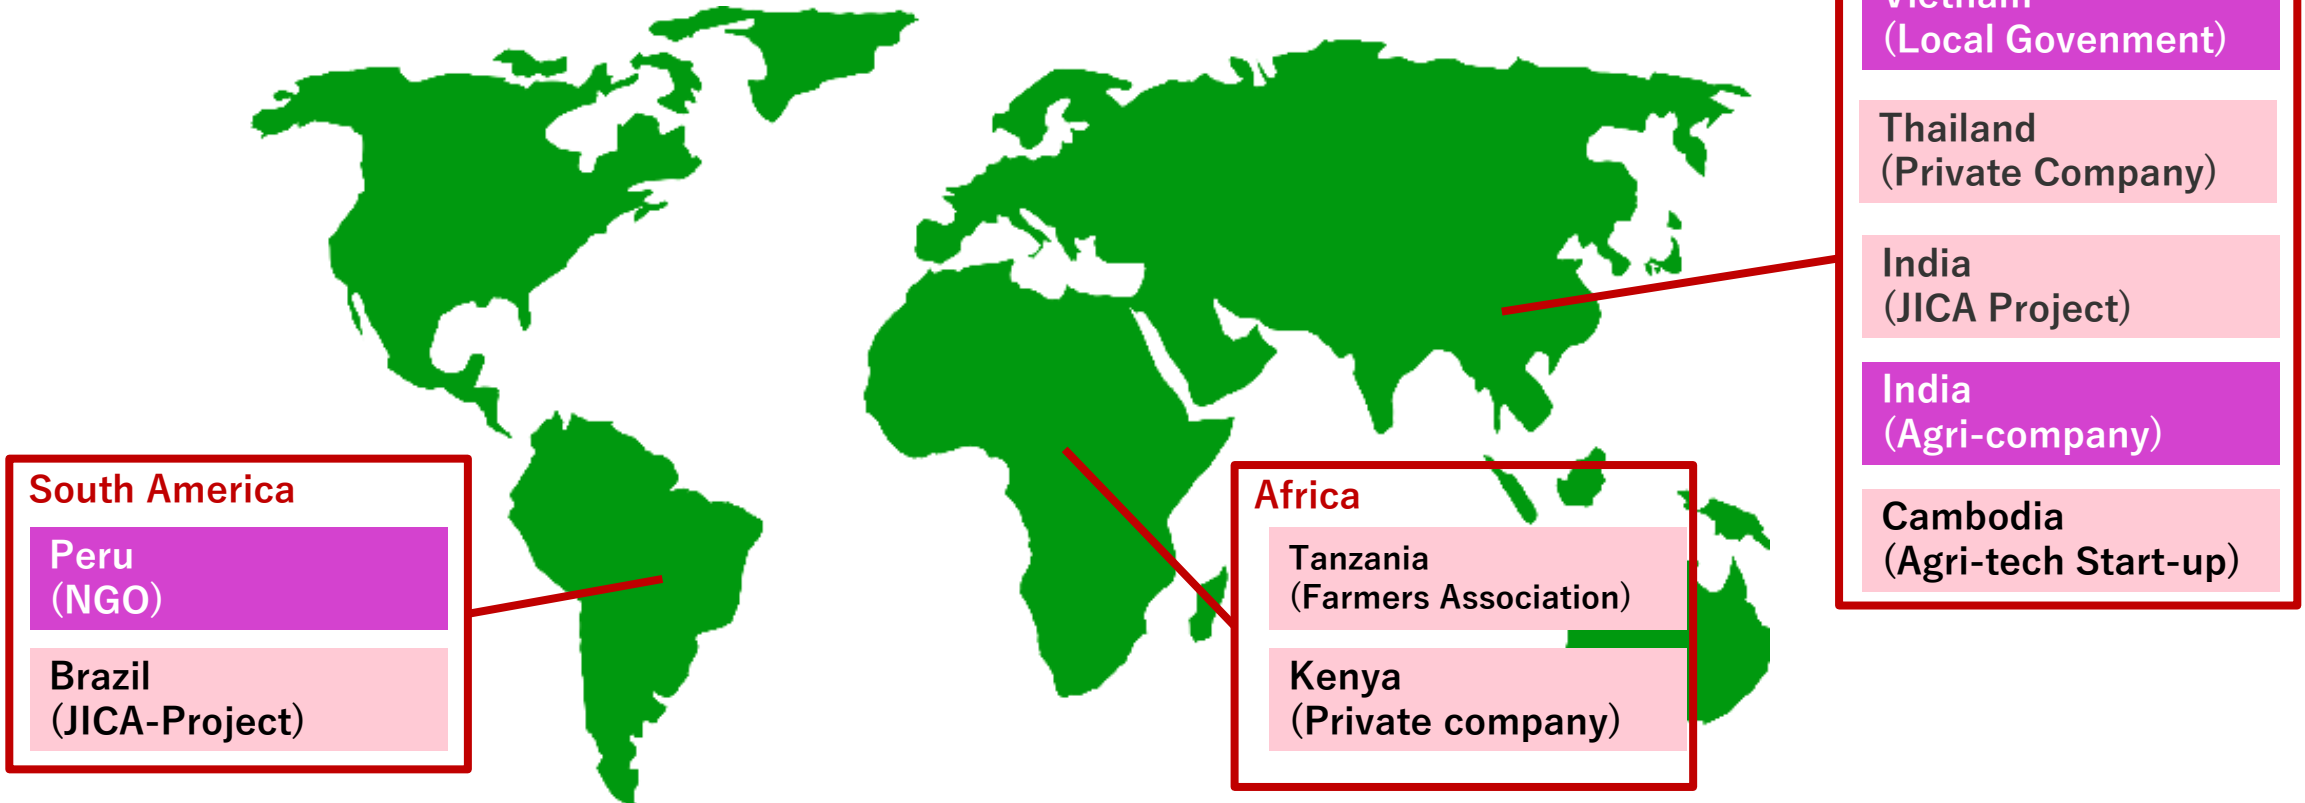 South America
Peru
(NGO)
Brazil
(JICA-Project)
Africa
Tanzania
(Farmers Association)
Kenya
(Private company)
Vietnam
(Local Govenment)
Thailand
(Private Company)
India
(JICA Project)
India
(Agri-company)
Cambodia
(Agri-tech Start-up)